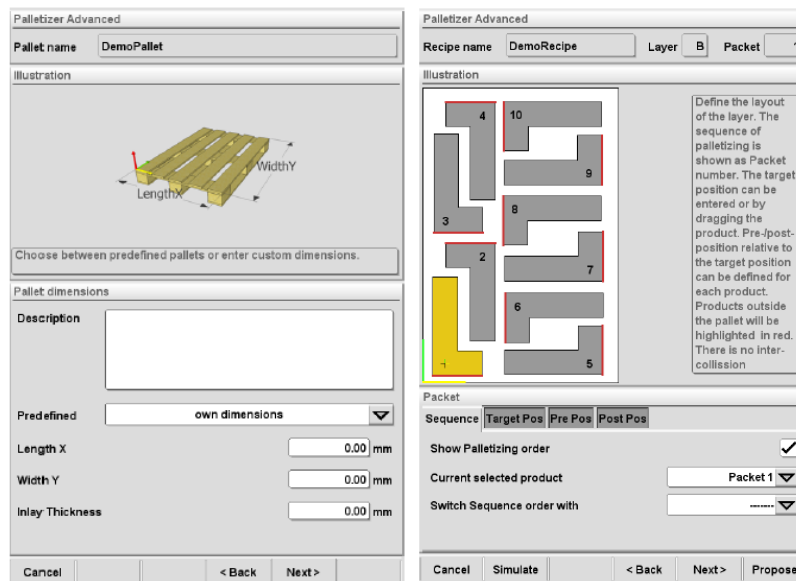 Palletizer Advanced
Pallet name DemoPallet
Illustration
WidthY
LengthX
Choose between predefined pallets or enter custom dimensions.
Pallet dimensions
Description
Predefined own dimensions
Length X 0.00 mm
Width Y 0.00 mm
Inlay Thickness 0.00 mm
Cancel < Back Next >
Palletizer Advanced
Recipe name DemoRecipe Layer B Packet 1
Illustration
4 10
9
3 8
2 7
6
5
Define the layout
of the layer. The
sequence of
palletizing is
shown as Packet
number. The target
position can be
entered or by
dragging the
product. Pre-/post-
position relative to
the target position
can be defined for
each product.
Products outside
the pallet will be
highlighted in red.
There is no inter-
collission
Packet
Sequence Target Pos Pre Pos Post Pos
Show Palletizing order
Current selected product Packet 1
Switch Sequence order with -------
Cancel Simulate < Back Next > Propose